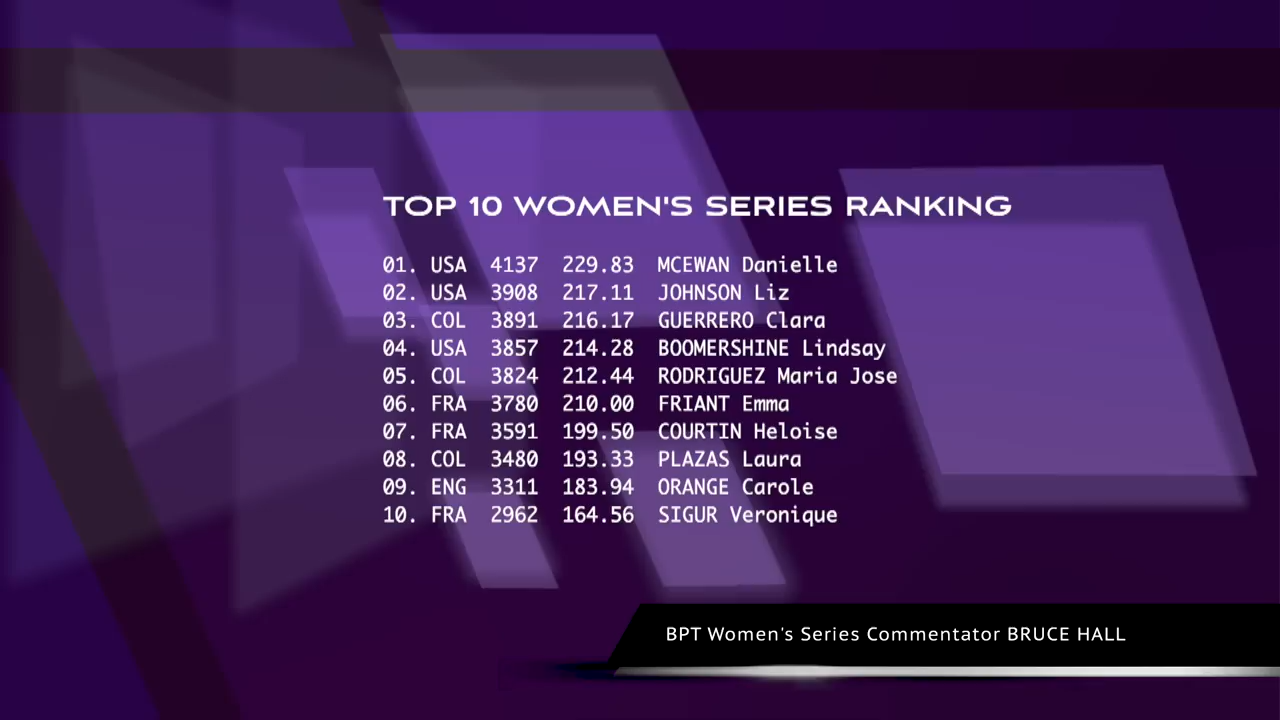 TOP 10 WOMEN'S SERIES RANKING
01. USA 4137 229.83 MCEWAN Danielle
02. USA 3908 217.11 JOHNSON Liz
03. COL 3891 216.17 GUERRERO Clara
04. USA 3857 214.28 BOOMERSHINE Lindsay
05. COL 3824 212.44 RODRIGUEZ Maria Jose
06. FRA 3780 210.00 FRIANT Emma
07. FRA 3591 199.50 COURTIN Heloise
08. COL 3480 193.33 PLAZAS Laura
09. ENG 3311 183.94 ORANGE Carole
10. FRA 2962 164.56 SIGUR Veronique
BPT Women's Series Commentator BRUCE HALL